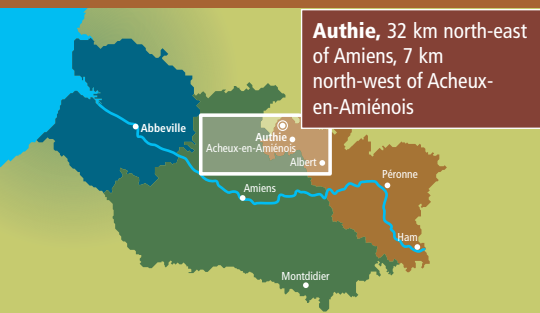 Authie, 32 km north-east
of Amiens, 7 km
north-west of Acheux-
en-Amiénois
Abbeville
Authie
Acheux-en-Amiénois
Albert
Péronne
Amiens
Ham
Montdidier